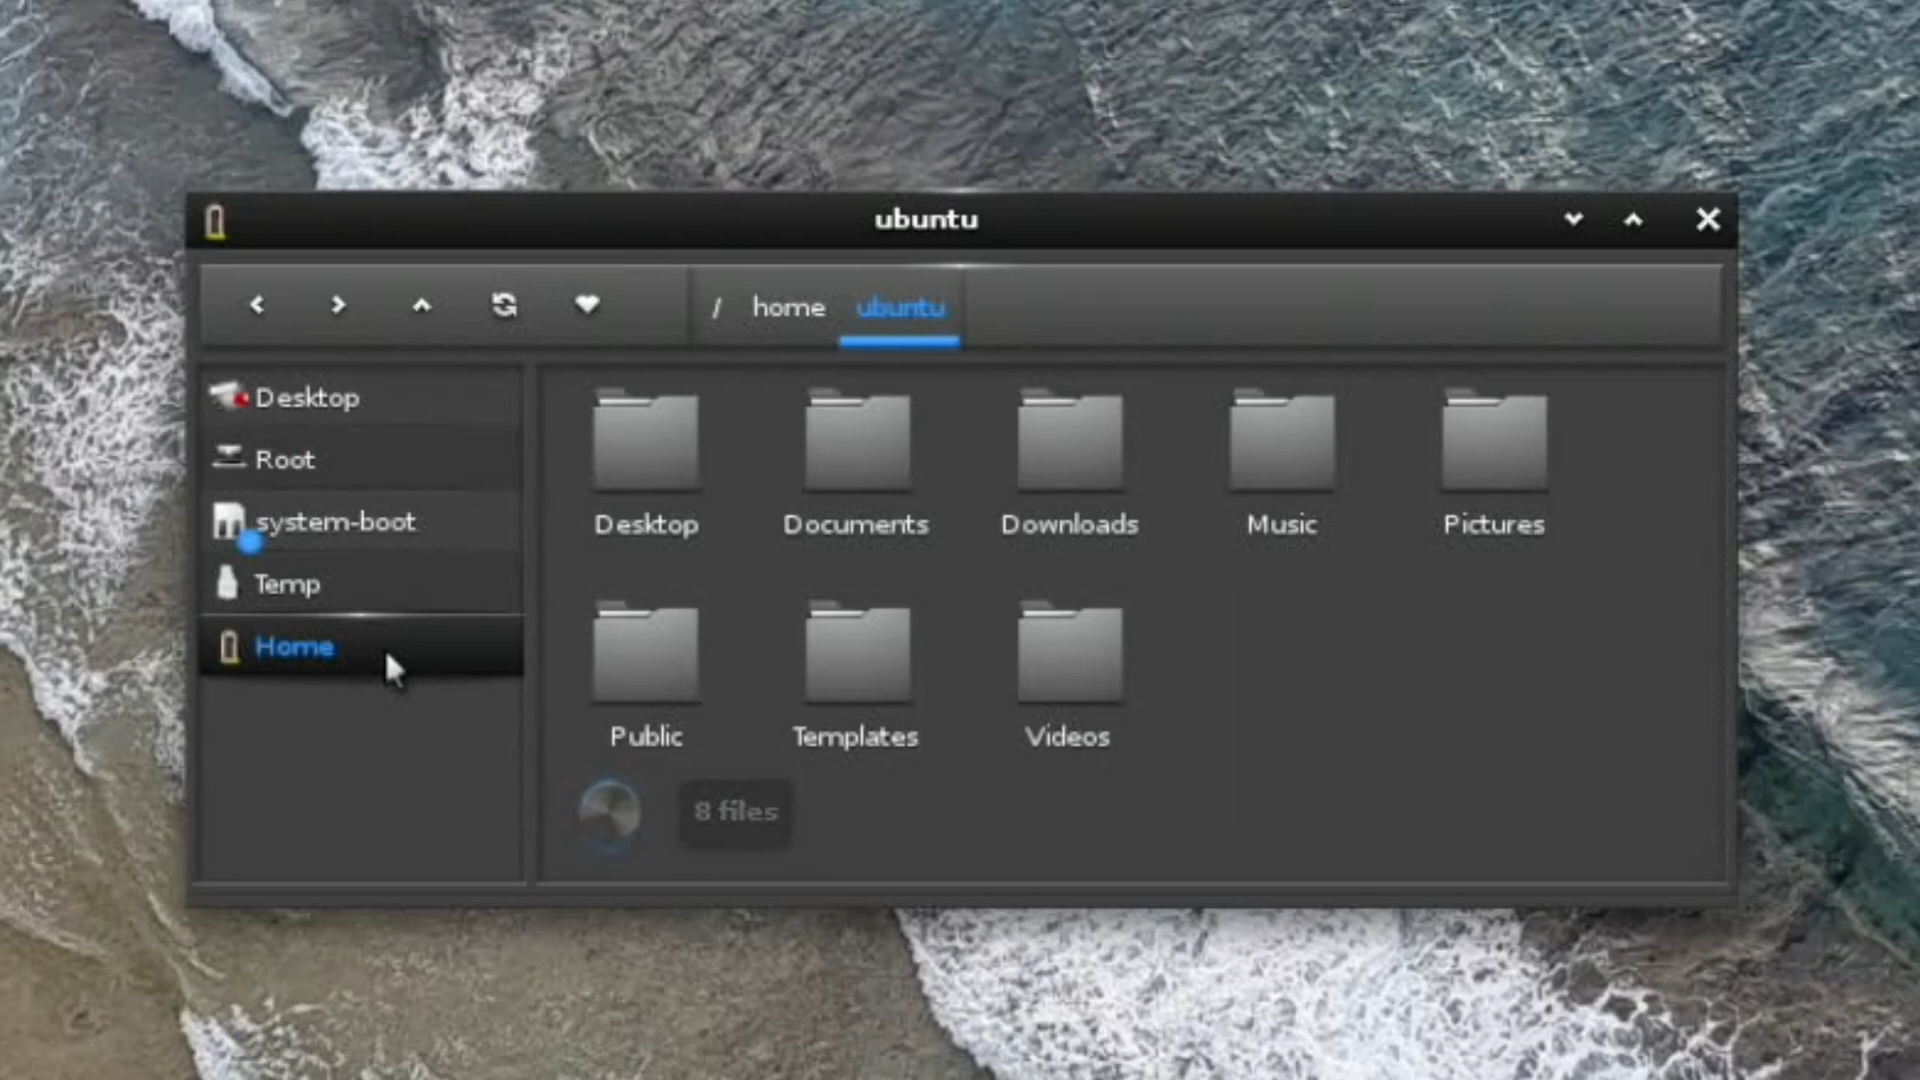 ubuntu
/ home ubuntu
Desktop
Root
system-boot
Temp
Home
Desktop Documents Downloads Music Pictures
Public Templates Videos
8 files